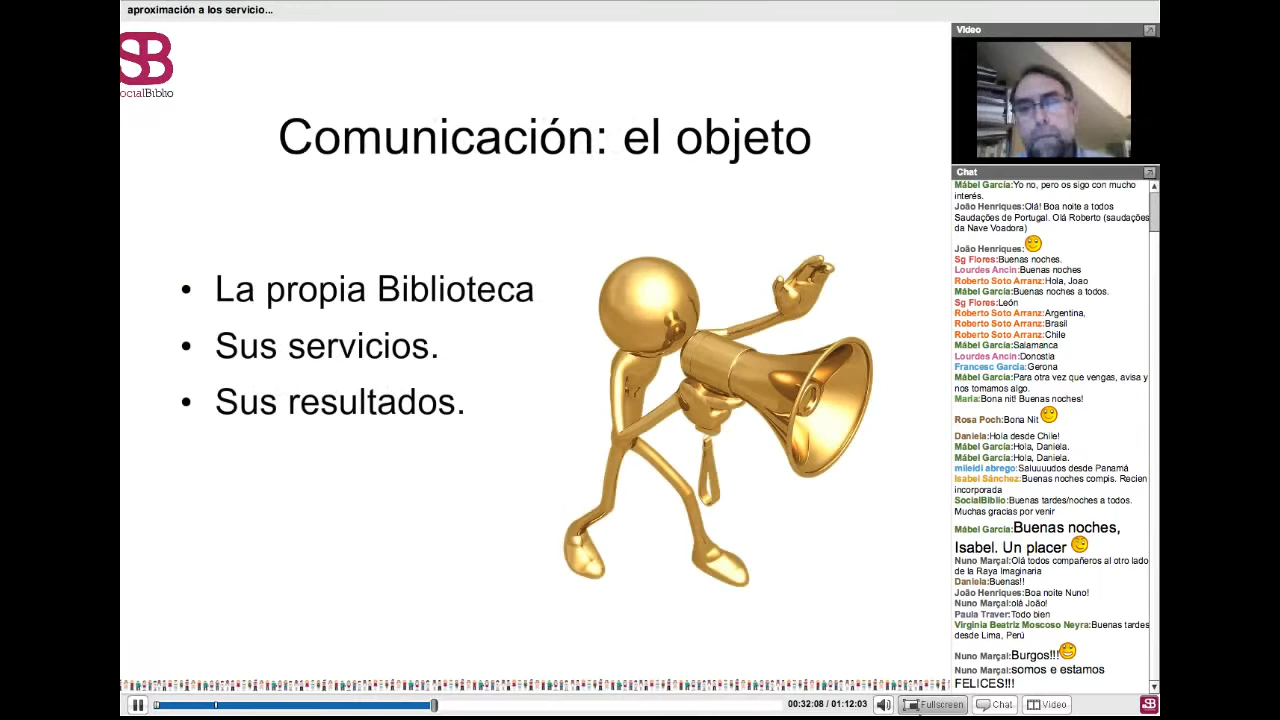 aproximación a los servicio...
SB
ocialBiblio
Comunicación: el objeto
• La propia Biblioteca
• Sus servicios.
• Sus resultados.
Video
Chat
Mábel García:Yo no, pero os sigo con mucho
interés.
João Henriques:Olá! Boa noite a todos
Saudações de Portugal. Olá Roberto (saudações
da Nave Voadora)
João Henriques:
Sg Flores:Buenas noches.
Lourdes Ancin:Buenas noches
Roberto Soto Arranz:Hola, Joao
Mábel García:Buenas noches a todos.
Sg Flores:León
Roberto Soto Arranz:Argentina,
Roberto Soto Arranz:Brasil
Roberto Soto Arranz:Chile
Mábel García:Salamanca
Lourdes Ancin:Donostia
Francesc García:Gerona
Mábel García:Para otra vez que vengas, avisa y
nos tomamos algo.
Maria:Bona nit! Buenas noches!
Rosa Poch:Bona Nit
Daniela:Hola desde Chile!
Mábel García:Hola, Daniela.
Mábel García:Hola, Daniela.
mileidi abrego:Saluuuudos desde Panamá
Isabel Sánchez:Buenas noches compis. Recien
incorporada
SocialBiblio:Buenas tardes/noches a todos.
Muchas gracias por venir
Mábel García:Buenas noches,
Isabel. Un placer
Nuno Marçal:Olá todos compañeros al otro lado
de la Raya Imaginaria
Daniela:Buenas!!
João Henriques:Boa noite Nuno!
Nuno Marçal:olá João!
Paula Traver:Todo bien
Virginia Beatriz Moscoso Neyra:Buenas tardes
desde Lima, Perú
Nuno Marçal:Burgos!!!
Nuno Marçal:somos e estamos
FELICES!!!
00:32:08 / 01:12:03
Fullscreen
Chat
Video
SB